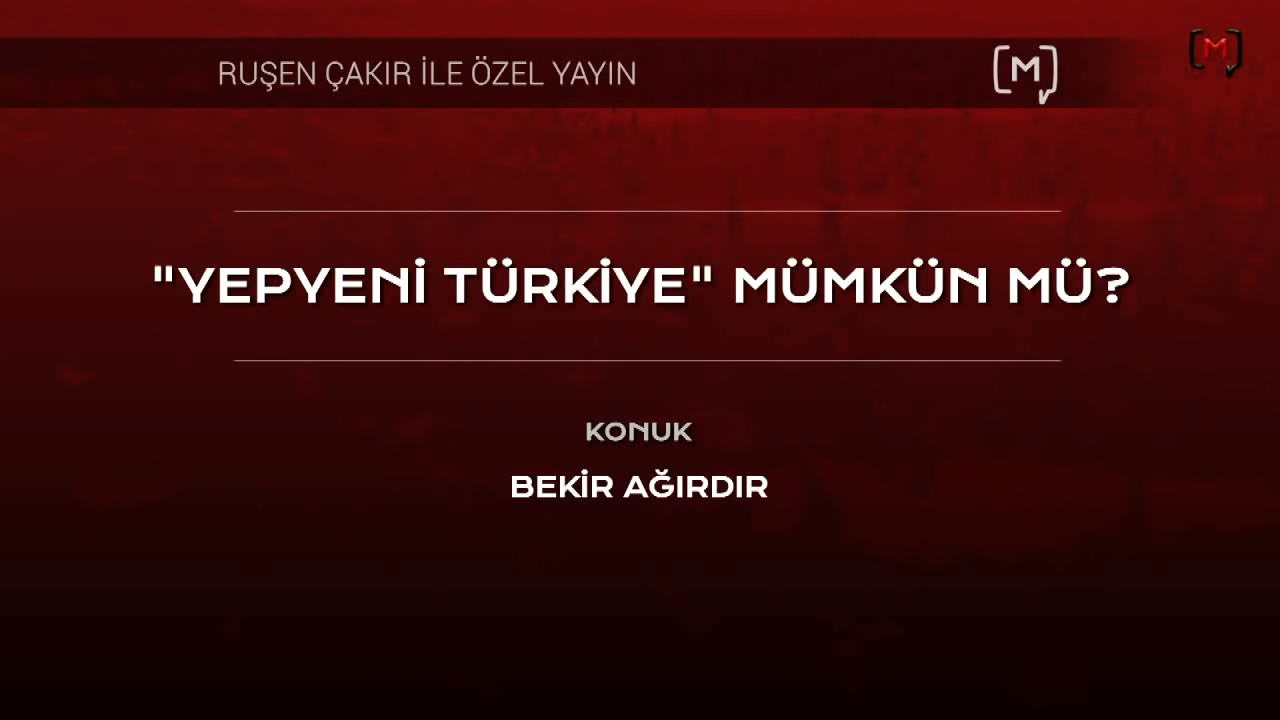 RUŞEN ÇAKIR İLE ÖZEL YAYIN
[M]
[M]
"YEPYENİ TÜRKİYE" MÜMKÜN MÜ?
KONUK
BEKİR AĞIRDIR